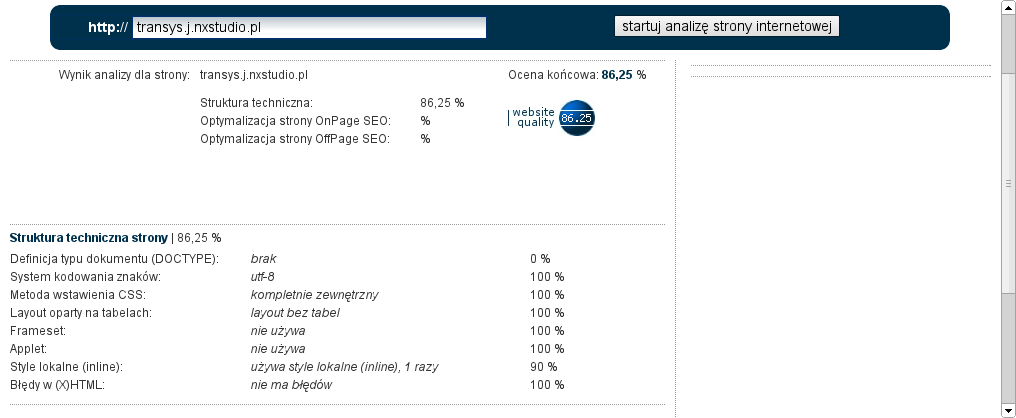 http:// transys.j.nxstudio.pl startuj analizę strony internetowej
Wynik analizy dla strony: transys.j.nxstudio.pl Ocena końcowa: 86,25 %
Struktura techniczna: 86,25 %
Optymalizacja strony OnPage SEO: %
Optymalizacja strony OffPage SEO: %
website quality 86.25
Struktura techniczna strony | 86,25 %
Definicja typu dokumentu (DOCTYPE): brak 0 %
System kodowania znaków: utf-8 100 %
Metoda wstawienia CSS: kompletnie zewnętrzny 100 %
Layout oparty na tabelach: layout bez tabel 100 %
Frameset: nie używa 100 %
Applet: nie używa 100 %
Style lokalne (inline): używa style lokalne (inline), 1 razy 90 %
Błędy w (X)HTML: nie ma błędów 100 %